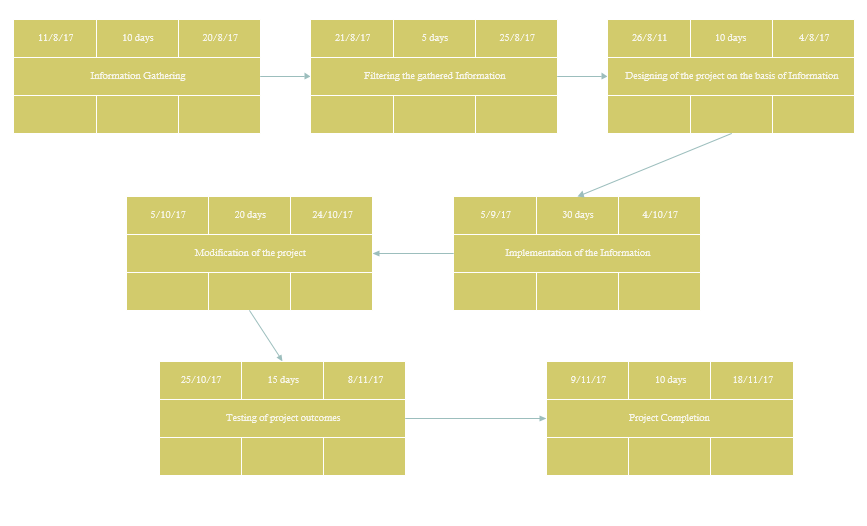 11/8/17 10 days 20/8/17
Information Gathering
21/8/17 5 days 25/8/17
Filtering the gathered Information
26/8/11 10 days 4/8/17
Designing of the project on the basis of Information
5/9/17 30 days 4/10/17
Implementation of the Information
5/10/17 20 days 24/10/17
Modification of the project
25/10/17 15 days 8/11/17
Testing of project outcomes
9/11/17 10 days 18/11/17
Project Completion